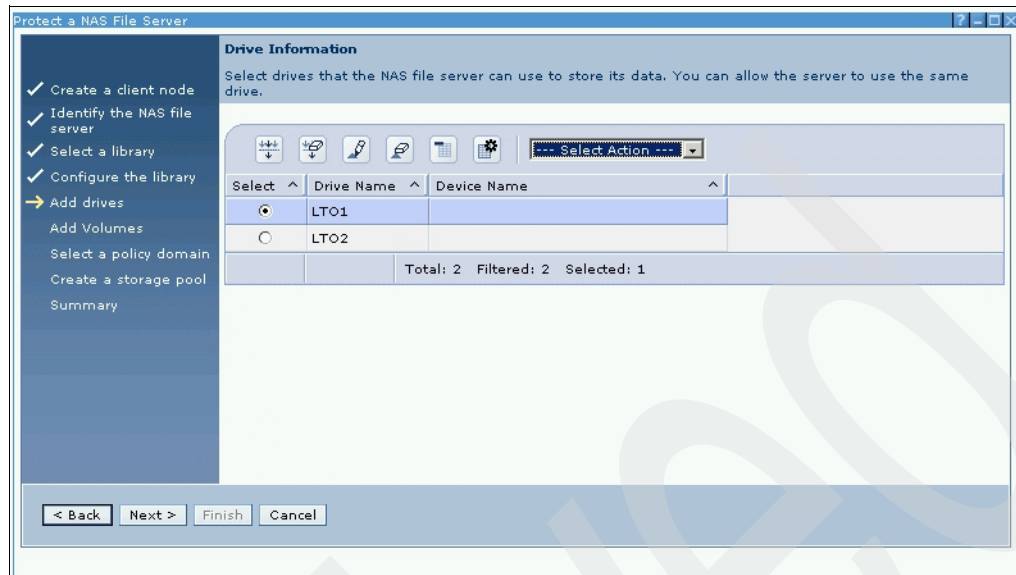 Protect a NAS File Server
? - □ ×
✓ Create a client node
✓ Identify the NAS file
server
✓ Select a library
✓ Configure the library
→ Add drives
Add Volumes
Select a policy domain
Create a storage pool
Summary
Drive Information
Select drives that the NAS file server can use to store its data. You can allow the server to use the same
drive.
--- Select Action ---
Select ^ Drive Name ^ Device Name ^
LTO1
LTO2
Total: 2 Filtered: 2 Selected: 1
< Back Next > Finish Cancel